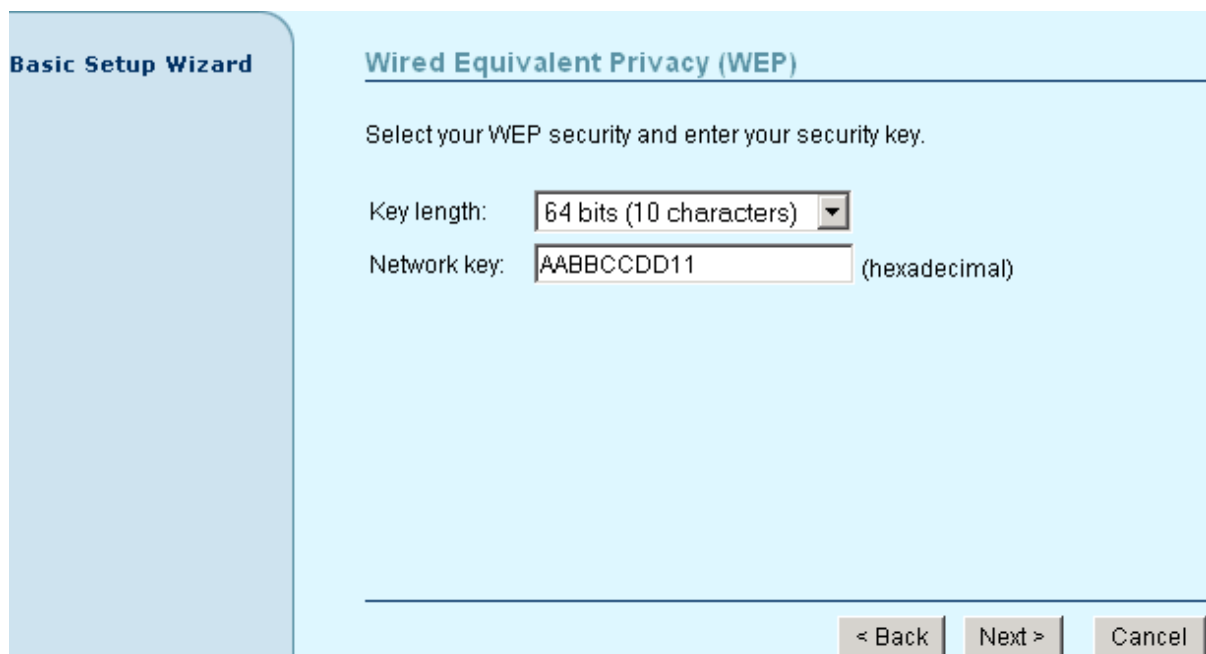 Basic Setup Wizard
Wired Equivalent Privacy (WEP)
Select your WEP security and enter your security key.
Key length: 64 bits (10 characters)
Network key: AABBCCDD11 (hexadecimal)
< Back Next > Cancel